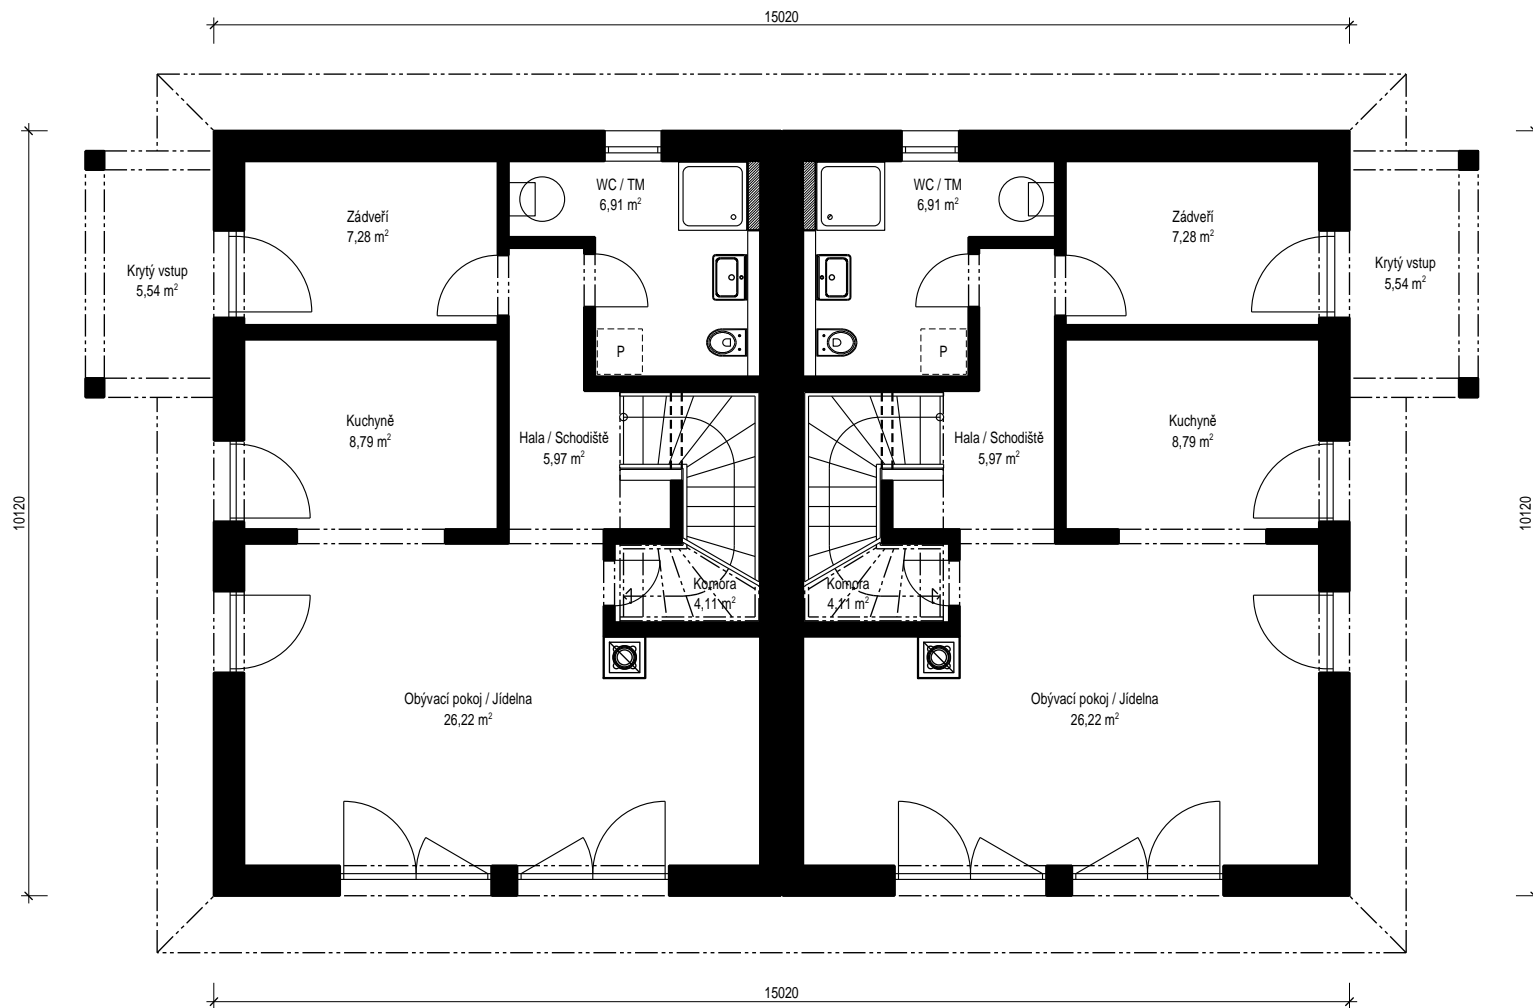 15020
WC / TM
6,91 m²
WC / TM
6,91 m²
Zádveří
7,28 m²
Zádveří
7,28 m²
Krytý vstup
5,54 m²
Krytý vstup
5,54 m²
P
P
Kuchyně
8,79 m²
Hala / Schodiště
5,97 m²
Hala / Schodiště
5,97 m²
Kuchyně
8,79 m²
10120
10120
Komora
4,11 m²
Komora
4,11 m²
Obývací pokoj / Jídelna
26,22 m²
Obývací pokoj / Jídelna
26,22 m²
15020